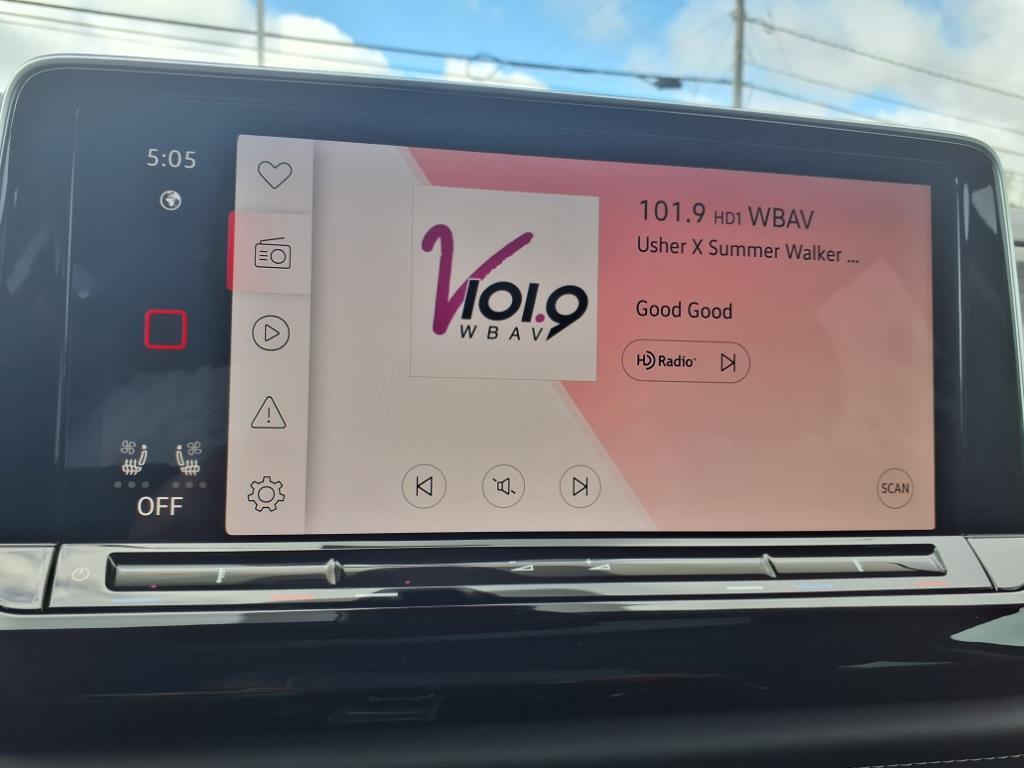 5:05
OFF
V101.9
WBAV
101.9 HD1 WBAV
Usher X Summer Walker ...
Good Good
HD Radio
SCAN